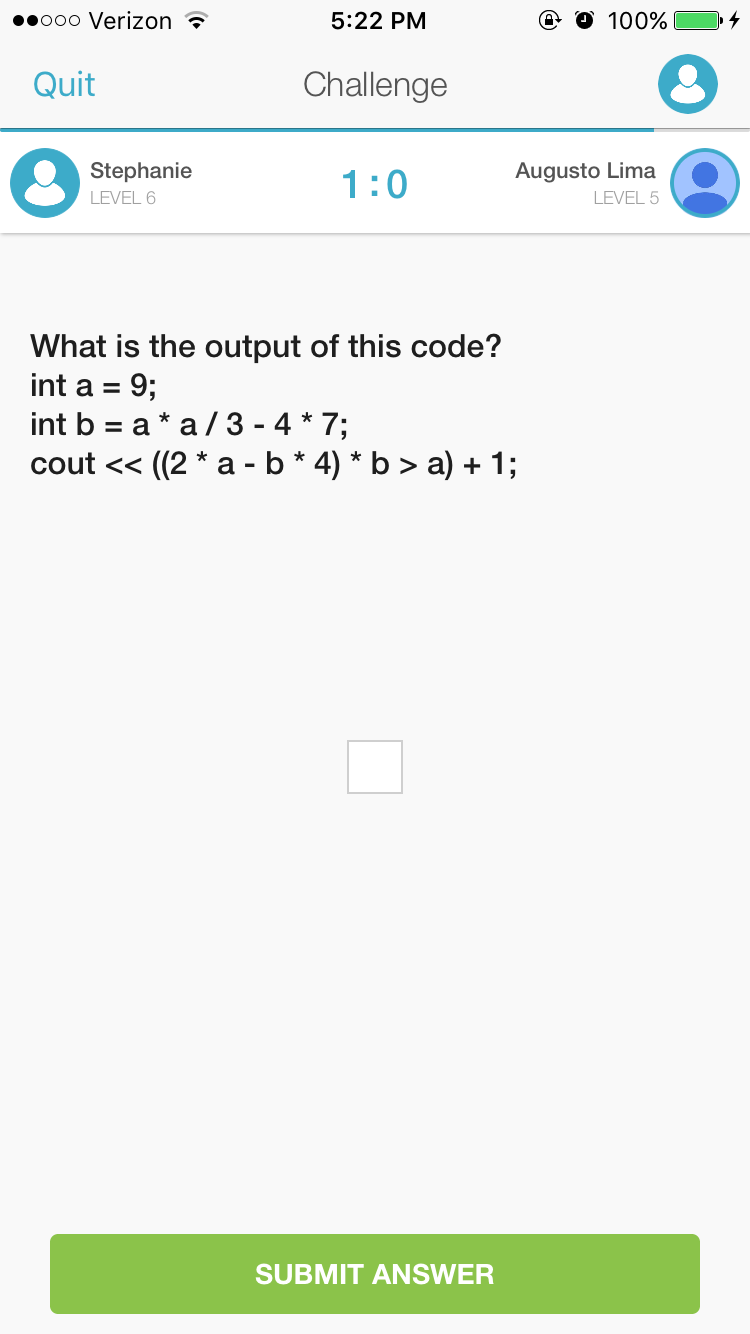 Verizon 5:22 PM 100%
Quit Challenge
Stephanie 1:0 Augusto Lima
LEVEL 6 LEVEL 5
What is the output of this code?
int a = 9;
int b = a * a / 3 - 4 * 7;
cout << ((2 * a - b * 4) * b > a) + 1;
SUBMIT ANSWER